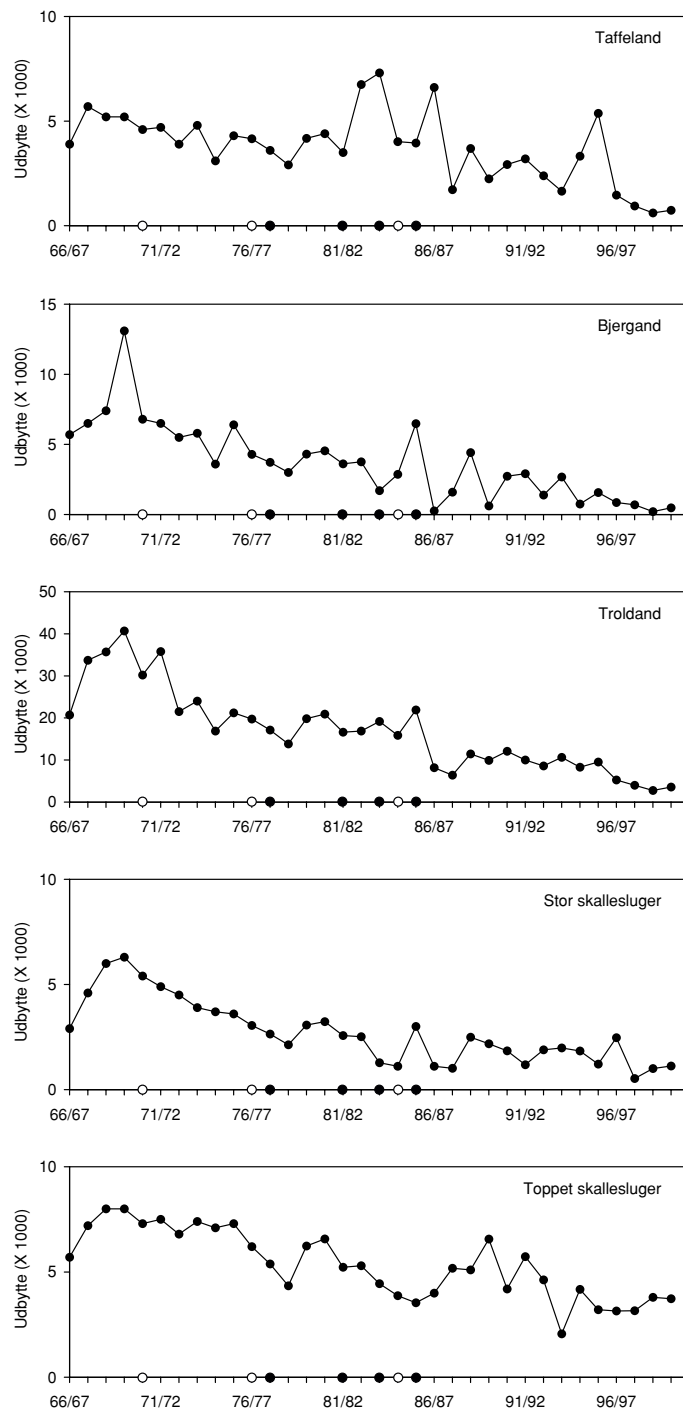 10
Taffeland
Udbytte (X 1000)
5
0
66/67 71/72 76/77 81/82 86/87 91/92 96/97
15
Bjergand
Udbytte (X 1000)
10
5
0
66/67 71/72 76/77 81/82 86/87 91/92 96/97
50
Troldand
40
Udbytte (X 1000)
30
20
10
0
66/67 71/72 76/77 81/82 86/87 91/92 96/97
10
Stor skallesluger
Udbytte (X 1000)
5
0
66/67 71/72 76/77 81/82 86/87 91/92 96/97
10
Toppet skallesluger
Udbytte (X 1000)
5
0
66/67 71/72 76/77 81/82 86/87 91/92 96/97